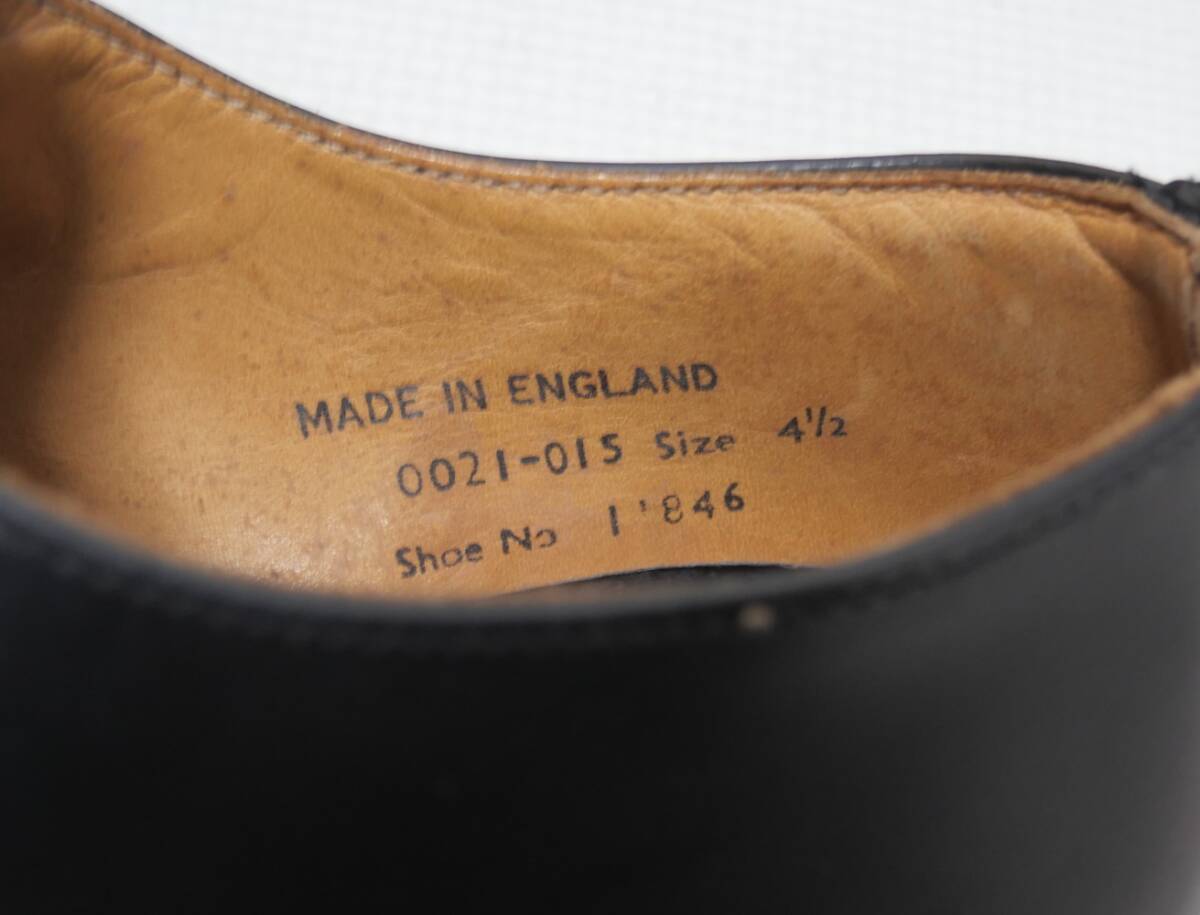 MADE IN ENGLAND
0021-015 Size 4½
Shoe No 1'846